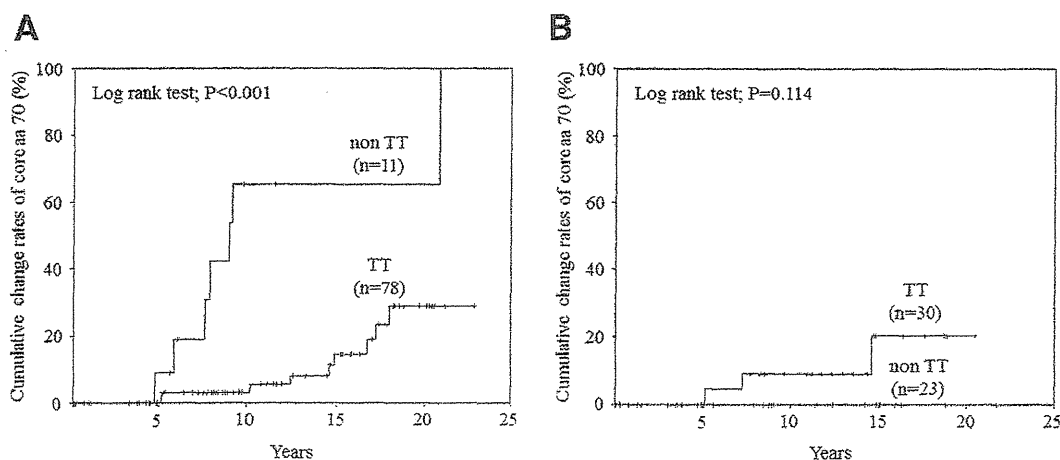 A
Cumulative change rates of core aa 70 (%)
100
80
60
40
20
0
Log rank test; P<0.001
non TT
(n=11)
TT
(n=78)
5
10
15
20
25
Years
B
Cumulative change rates of core aa 70 (%)
100
80
60
40
20
0
Log rank test; P=0.114
TT
(n=30)
non TT
(n=23)
5
10
15
20
25
Years